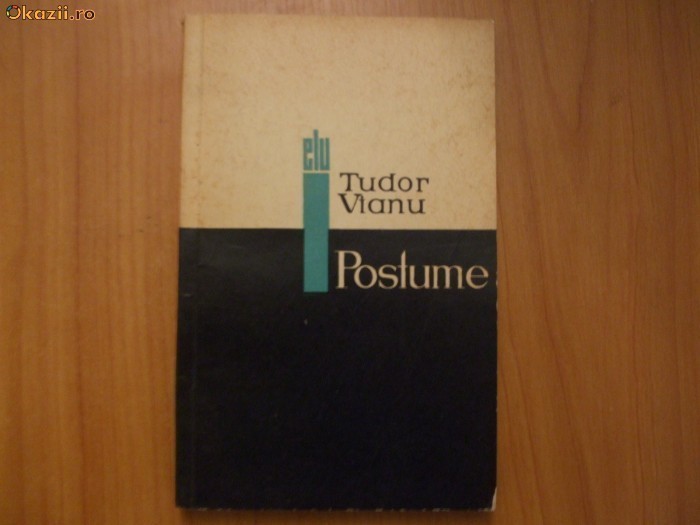 Okazii.ro
elu
Tudor
Vianu
Postume